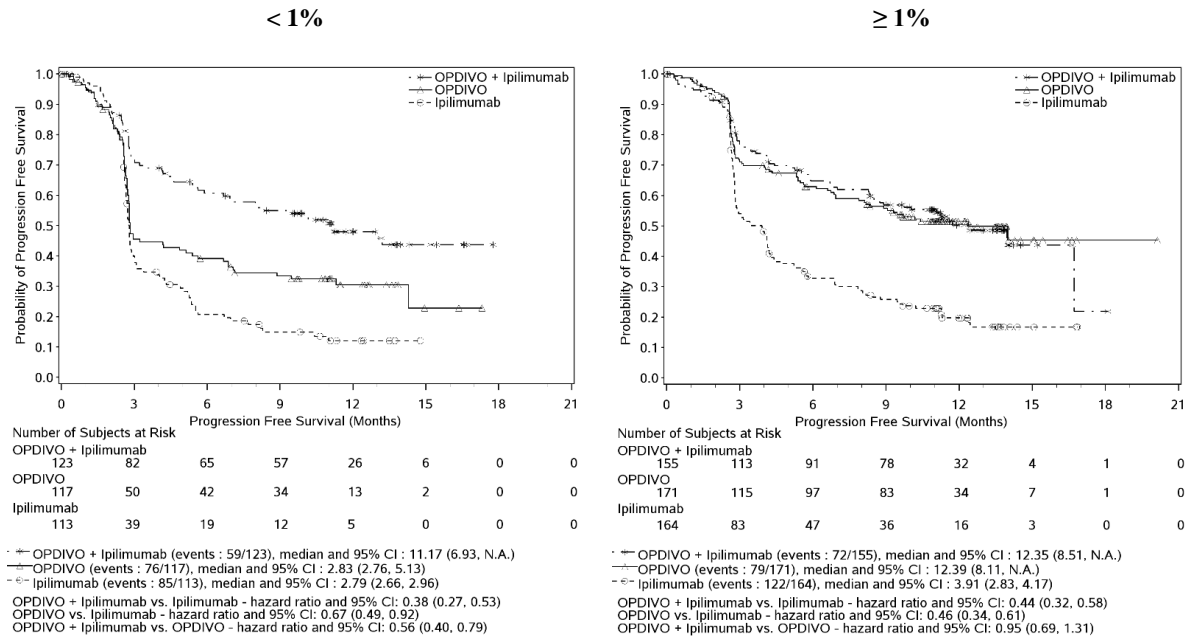 < 1%
≥ 1%
OPDIVO + Ipilimumab
OPDIVO
Ipilimumab
Probability of Progression Free Survival
1.0
0.9
0.8
0.7
0.6
0.5
0.4
0.3
0.2
0.1
0.0
0 3 6 9 12 15 18 21
Progression Free Survival (Months)
Number of Subjects at Risk
OPDIVO + Ipilimumab
123 82 65 57 26 6 0 0
OPDIVO
117 50 42 34 13 2 0 0
Ipilimumab
113 39 19 12 5 0 0 0
OPDIVO + Ipilimumab (events : 59/123), median and 95% CI : 11.17 (6.93, N.A.)
OPDIVO (events : 76/117), median and 95% CI : 2.83 (2.76, 5.13)
Ipilimumab (events : 85/113), median and 95% CI : 2.79 (2.66, 2.96)
OPDIVO + Ipilimumab vs. Ipilimumab - hazard ratio and 95% CI: 0.38 (0.27, 0.53)
OPDIVO vs. Ipilimumab - hazard ratio and 95% CI: 0.67 (0.49, 0.92)
OPDIVO + Ipilimumab vs. OPDIVO - hazard ratio and 95% CI: 0.56 (0.40, 0.79)
OPDIVO + Ipilimumab
OPDIVO
Ipilimumab
Probability of Progression Free Survival
1.0
0.9
0.8
0.7
0.6
0.5
0.4
0.3
0.2
0.1
0.0
0 3 6 9 12 15 18 21
Progression Free Survival (Months)
Number of Subjects at Risk
OPDIVO + Ipilimumab
155 113 91 78 32 4 1 0
OPDIVO
171 115 97 83 34 7 1 0
Ipilimumab
164 83 47 36 16 3 0 0
OPDIVO + Ipilimumab (events : 72/155), median and 95% CI : 12.35 (8.51, N.A.)
OPDIVO (events : 79/171), median and 95% CI : 12.39 (8.11, N.A.)
Ipilimumab (events : 122/164), median and 95% CI : 3.91 (2.83, 4.17)
OPDIVO + Ipilimumab vs. Ipilimumab - hazard ratio and 95% CI: 0.44 (0.32, 0.58)
OPDIVO vs. Ipilimumab - hazard ratio and 95% CI: 0.46 (0.34, 0.61)
OPDIVO + Ipilimumab vs. OPDIVO - hazard ratio and 95% CI: 0.95 (0.69, 1.31)